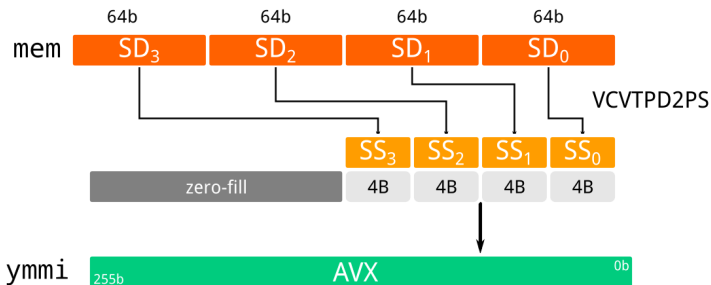 64b 64b 64b 64b
mem SD3 SD2 SD1 SD0
VCVTPD2PS
SS3 SS2 SS1 SS0
zero-fill 4B 4B 4B 4B
ymmi 255b AVX 0b